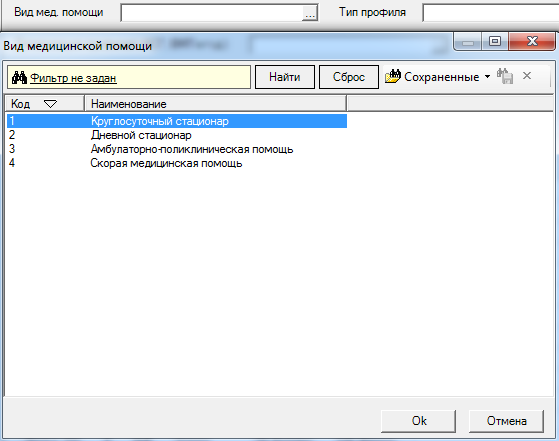 Вид мед. помощи ... Тип профиля
Вид медицинской помощи
Фильтр не задан Найти Сброс Сохраненные
Код Наименование
1 Круглосуточный стационар
2 Дневной стационар
3 Амбулаторно-поликлиническая помощь
4 Скорая медицинская помощь
Ok Отмена